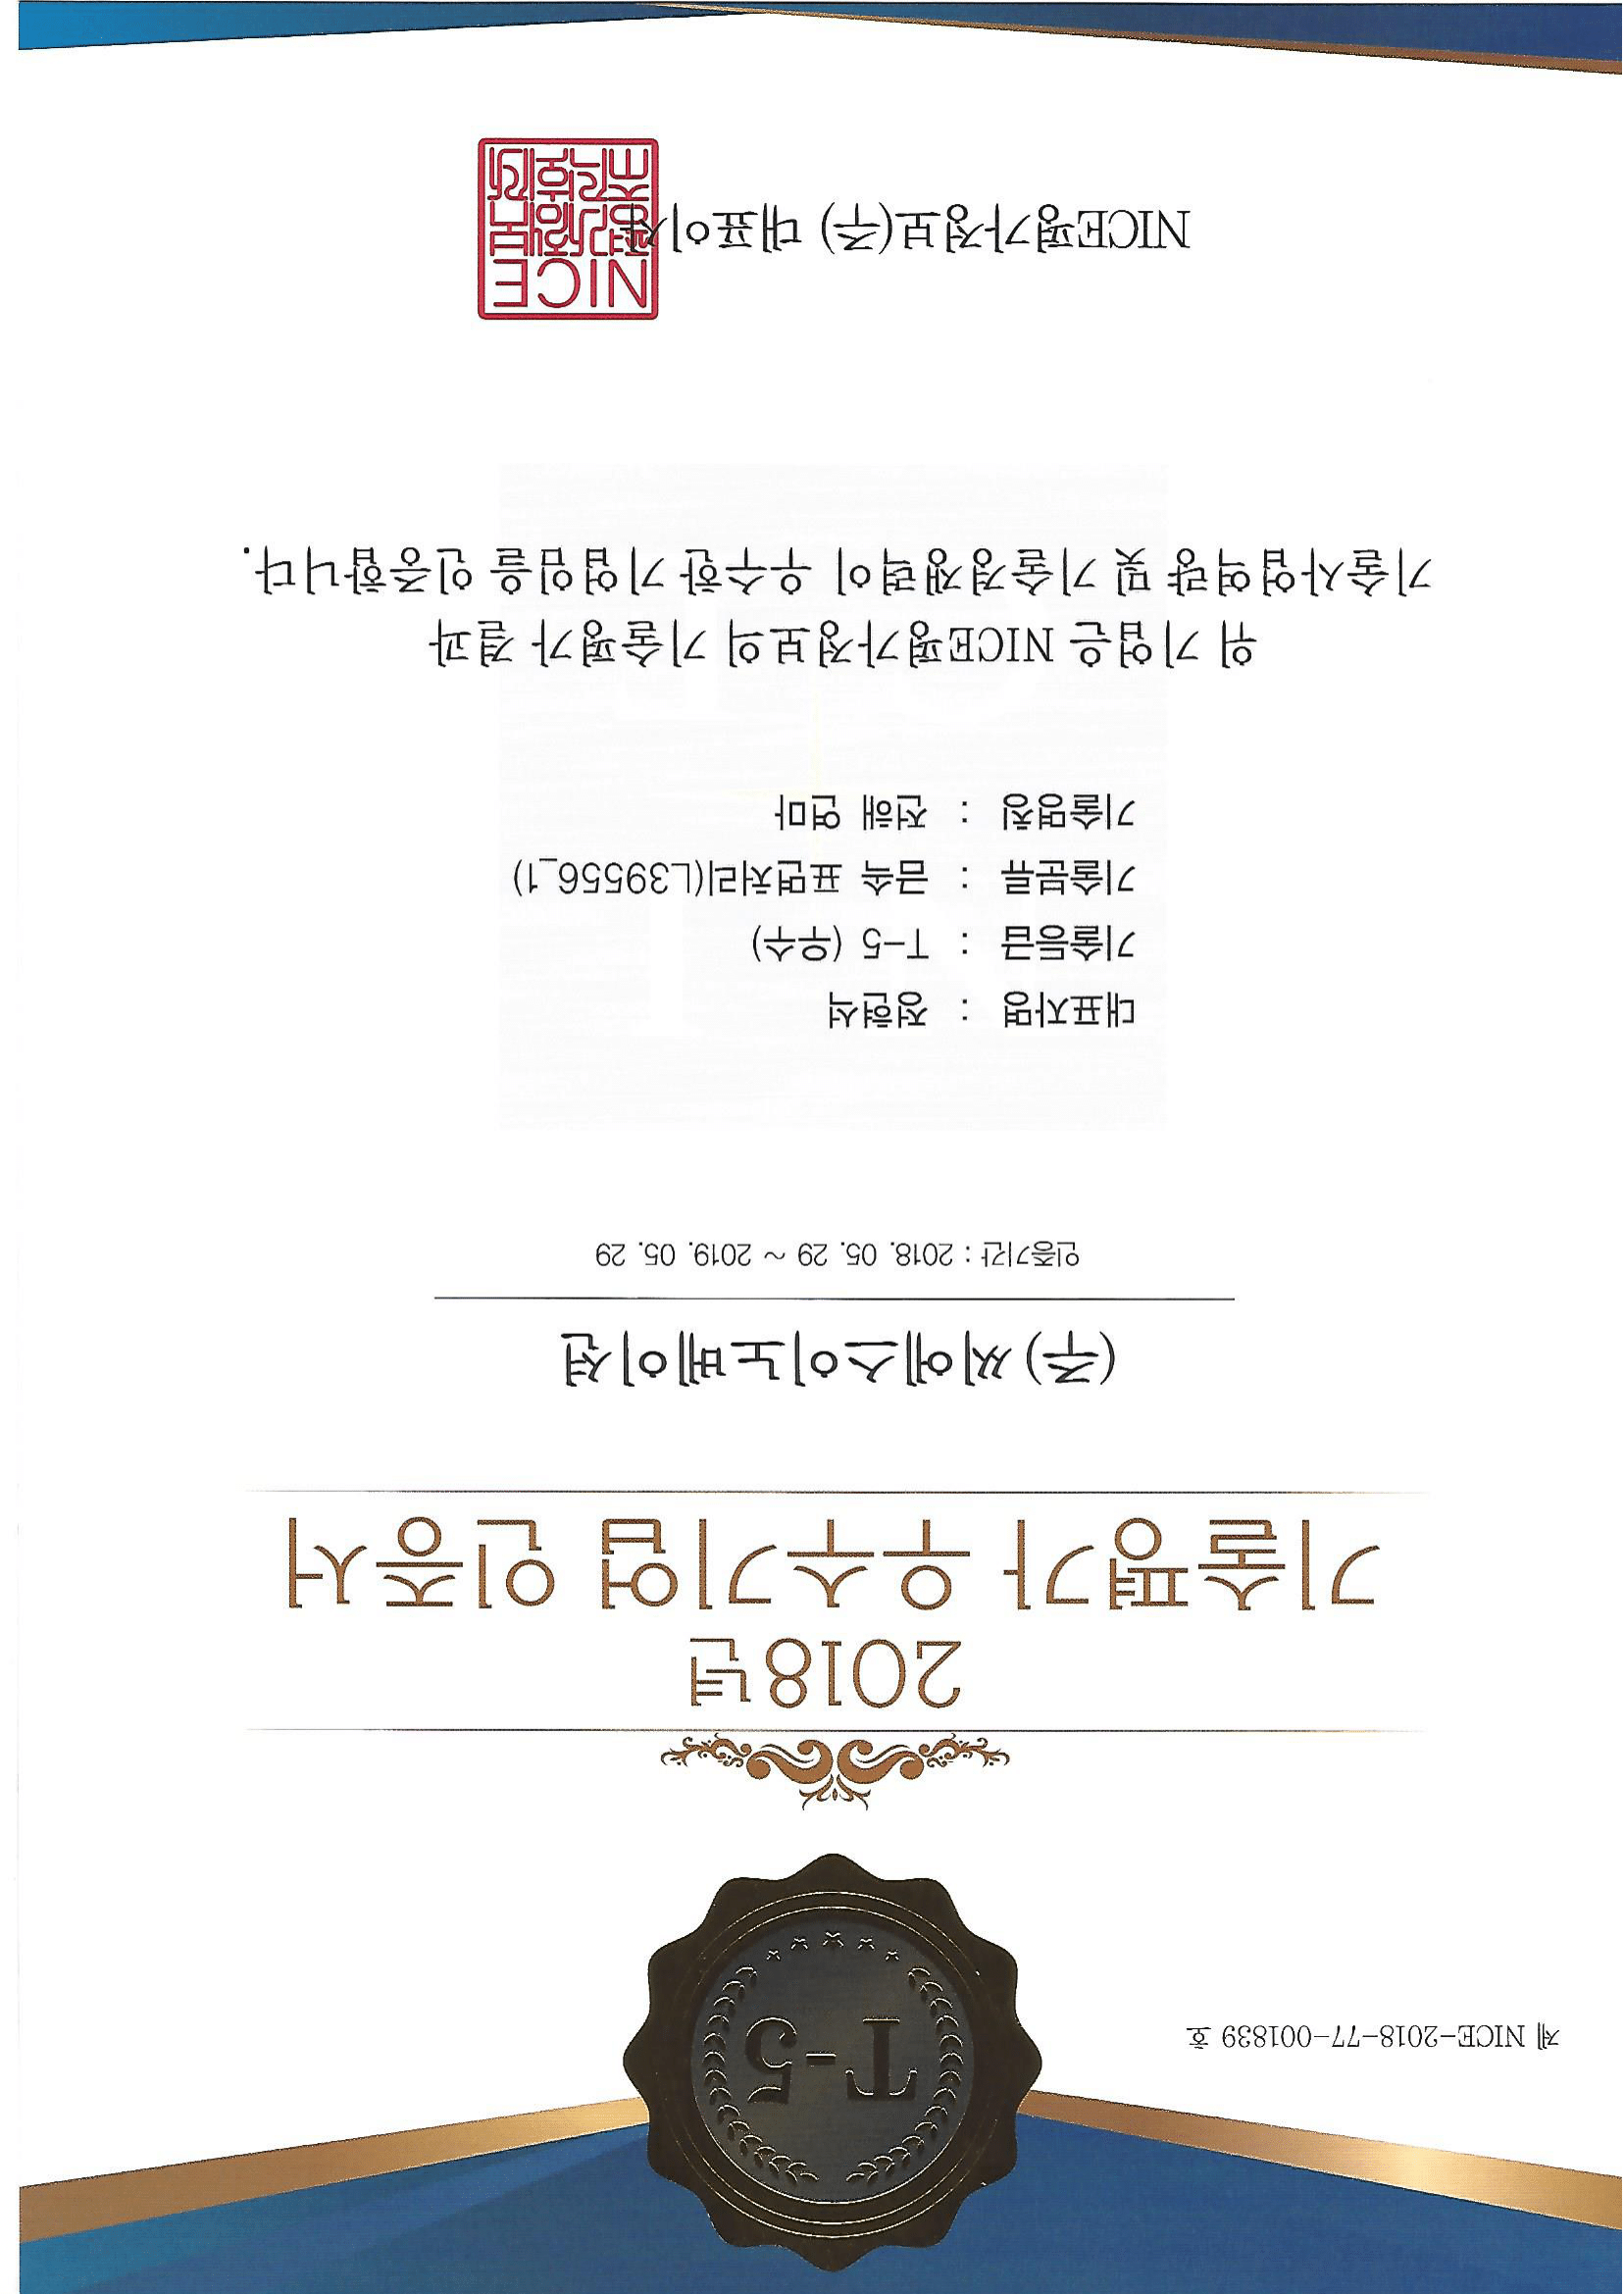 제 NICE-2018-77-001839 호
T-5
2018년
기술평가 우수기업 인증서
(주)씨에스이노베이션
인증기간 : 2018. 05. 29 ~ 2019. 05. 29
대표자명 : 정현석
기술등급 : T-5 (우수)
기술분류 : 금속 표면처리(L39556_1)
기술명칭 : 전해 연마
위 기업은 NICE평가정보의 기술평가 결과
기술사업역량 및 기술경쟁력이 우수한 기업임을 인증합니다.
NICE평가정보(주) 대표이사
NICE